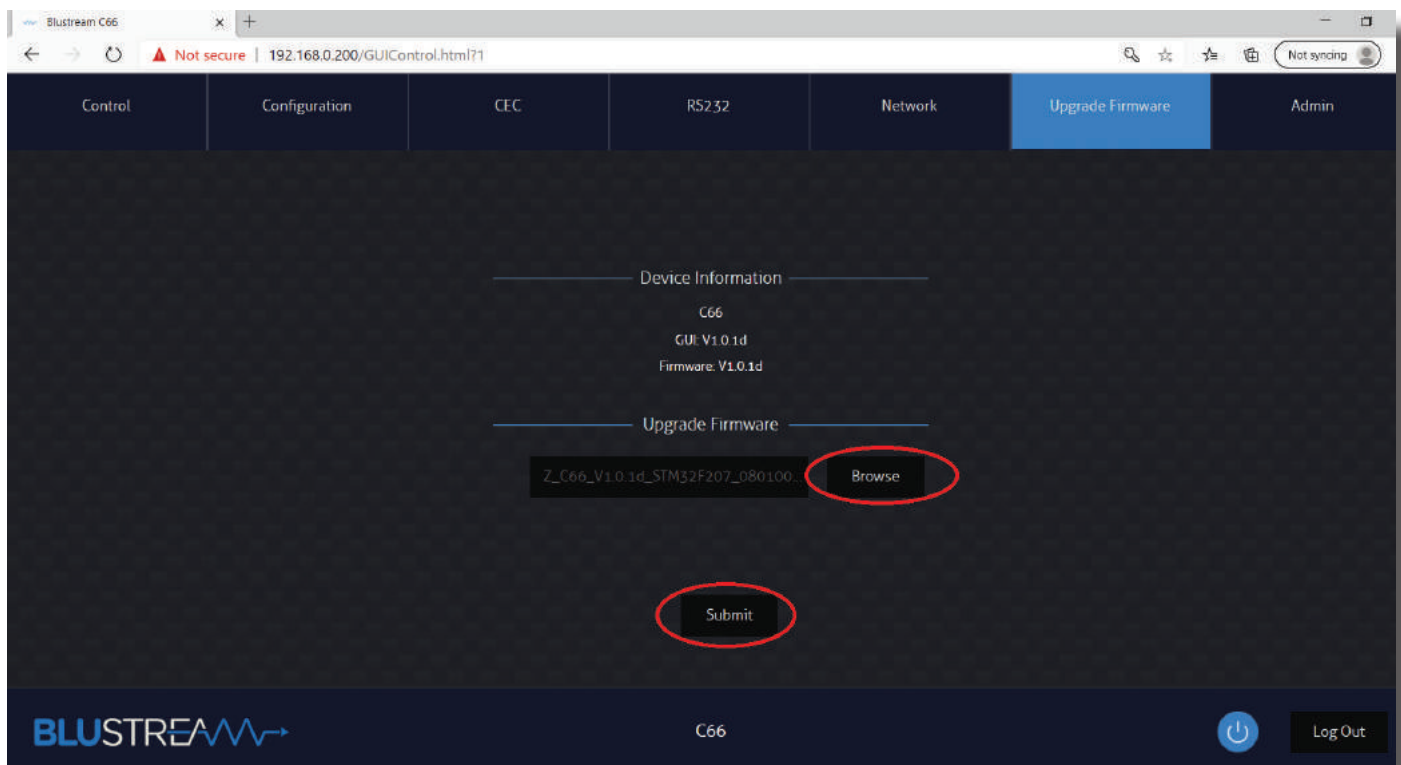 Blustream C66
Not secure | 192.168.0.200/GUIControl.html?1
Not syncing
Control
Configuration
CEC
RS232
Network
Upgrade Firmware
Admin
Device Information
C66
GUI: V1.0.1d
Firmware: V1.0.1d
Upgrade Firmware
Z_C66_V1.0.1d_STM32F207_080100...
Browse
Submit
BLUSTREAM
C66
Log Out